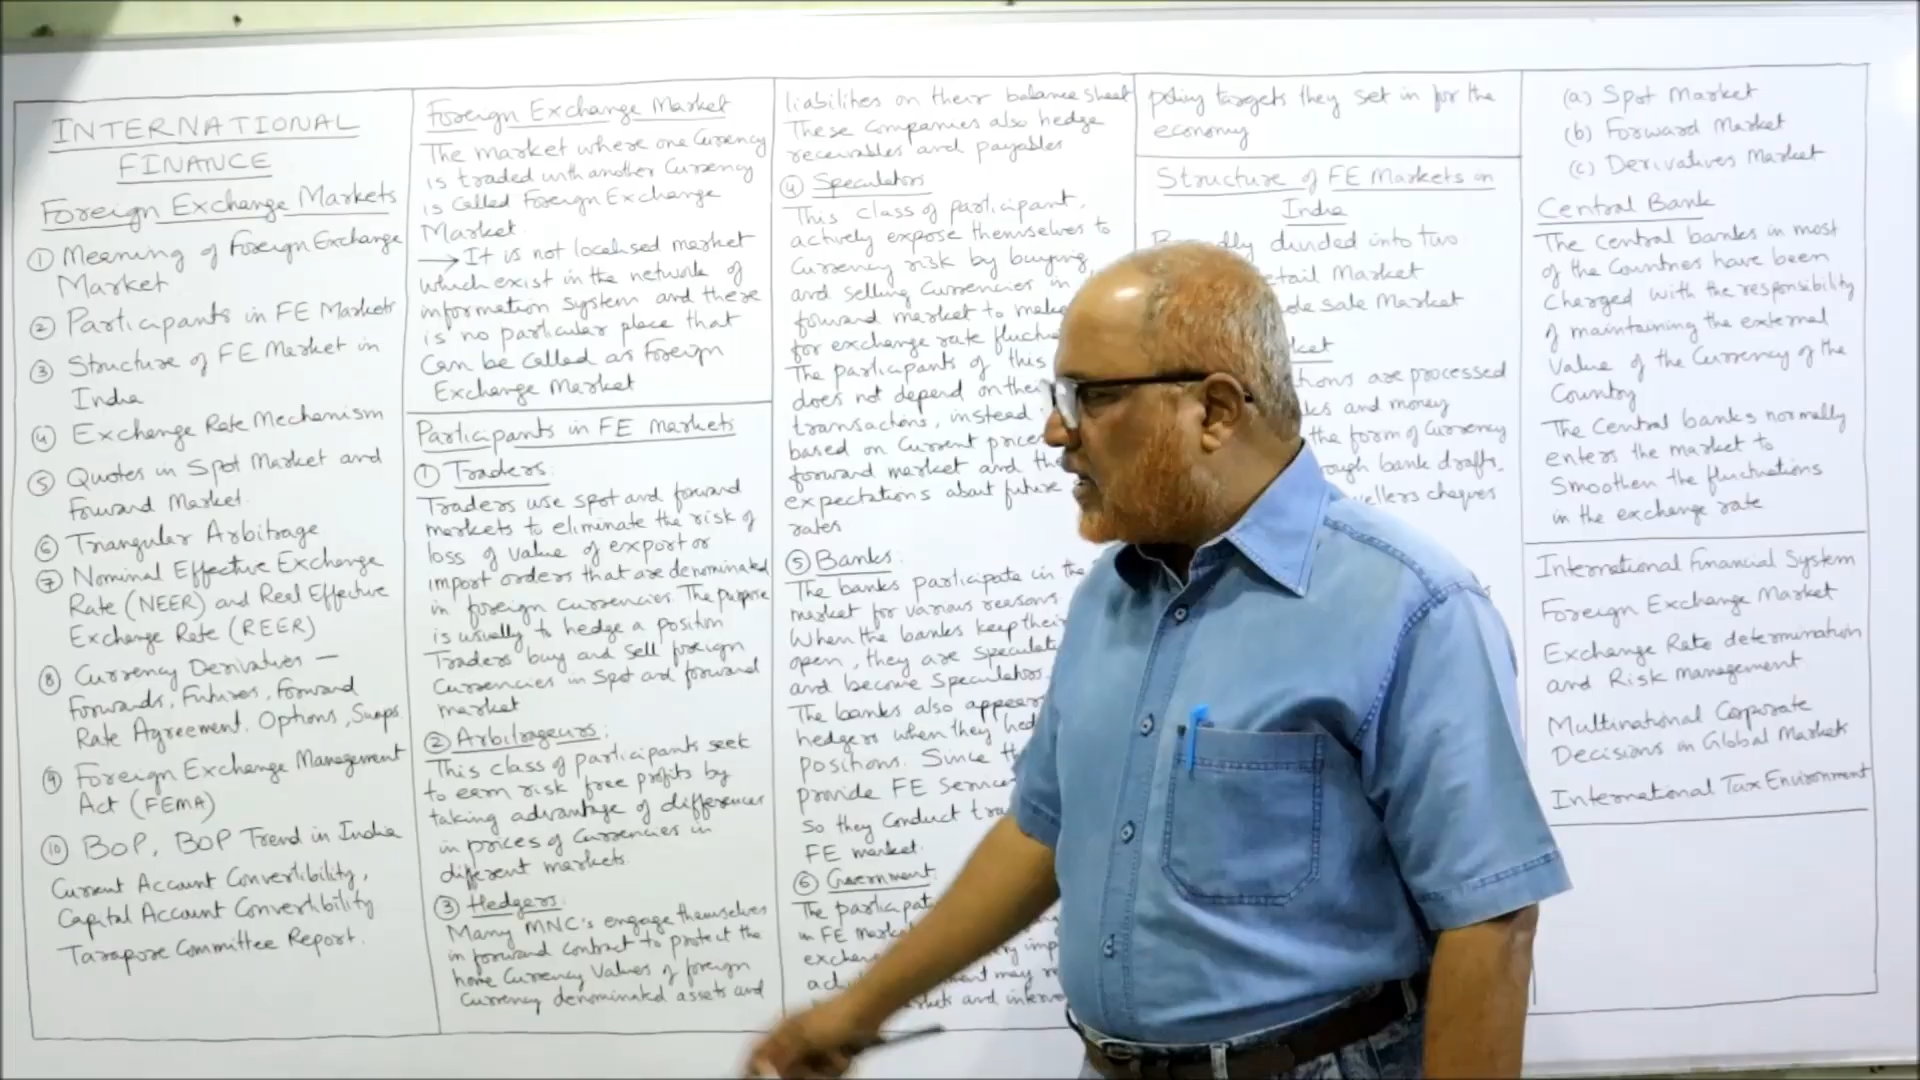 INTERNATIONAL
FINANCE
Foreign Exchange Markets
① Meaning of Foreign Exchange
Market
② Participants in FE Markets
③ Structure of FE Market in
India
④ Exchange Rate Mechanism
⑤ Quotes in Spot Market and
Forward Market.
⑥ Triangular Arbitrage.
⑦ Nominal Effective Exchange
Rate (NEER) and Real Effective
Exchange Rate (REER)
⑧ Currency Derivatives —
Forwards, Futures, Forward
Rate Agreement. Options, Swaps
⑨ Foreign Exchange Management
Act (FEMA)
⑩ BOP, BOP Trend in India
Current Account Convertibility,
Capital Account Convertibility
Tarapore Committee Report.
Foreign Exchange Market
The market where one Currency
is traded with another Currency
is called Foreign Exchange
Market.
→ It is not localised market
which exist in the network of
information system and there
is no particular place that
Can be called as Foreign
Exchange Market
Participants in FE Markets
① Traders:
Traders use spot and forward
markets to eliminate the risk of
loss of value of export or
import orders that are denominated
in foreign currencies. The purpose
is usually to hedge a position
Traders buy and sell foreign
Currencies in spot and forward
market
② Arbitrageurs:
This class of participants seek
to earn risk free profits by
taking advantage of differences
in prices of Currencies in
different markets.
③ Hedgers:
Many MNC's engage themselves
in forward contract to protect the
home Currency Values of foreign
Currency denominated assets and
liabilities on their balance sheet
These Companies also hedge
receivables and payables
④ Speculators
This class of participant,
actively expose themselves to
Currency risk by buying
and selling Currencies in
forward market to make
for exchange rate
The participants of this
does not depend on their
transactions, instead
based on Current prices
forward market and the
expectations about future
rates
⑤ Banks:
The banks participate in the
market for various reasons
When the banks keep their
open, they are
and become Speculators.
The banks also appear
hedgers when they
positions. Since
provide FE
So they conduct
FE market.
⑥ Government.
The
in FE
may
and
policy targets they set in for the
economy
Structure of FE Markets in
India
divided into two
Market
sale Market
are processed
and money
the form of Currency
bank drafts,
cheques
(a) Spot Market
(b) Forward Market
(c) Derivatives Market
Central Bank
The Central banks in most
of the Countries have been
charged with the responsibility
of maintaining the external
Value of the Currency of the
Country
The Central banks normally
enters the market to
Smoothen the fluctuations
in the exchange rate
International Financial System
Foreign Exchange Market
Exchange Rate determination
and Risk Management
Multinational Corporate
Decisions in Global Markets
International Tax Environment